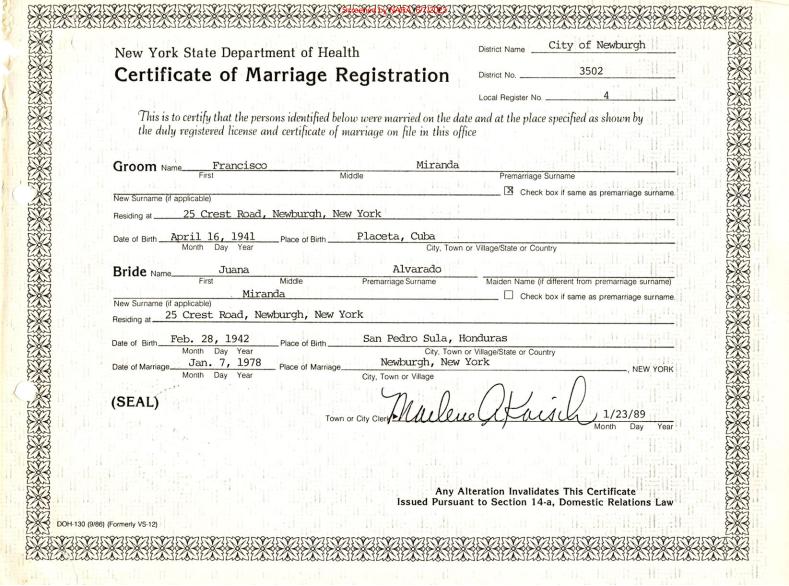 Screened by NARA, 8/7/2023
New York State Department of Health
Certificate of Marriage Registration
District Name City of Newburgh
District No. 3502
Local Register No. 4
This is to certify that the persons identified below were married on the date and at the place specified as shown by
the duly registered license and certificate of marriage on file in this office
Groom Name Francisco Miranda
First Middle Premarriage Surname
X Check box if same as premarriage surname.
New Surname (if applicable)
Residing at 25 Crest Road, Newburgh, New York
Date of Birth April 16, 1941 Place of Birth Placeta, Cuba
Month Day Year City, Town or Village/State or Country
Bride Name Juana Alvarado
First Middle Premarriage Surname Maiden Name (if different from premarriage surname)
Miranda Check box if same as premarriage surname.
New Surname (if applicable)
Residing at 25 Crest Road, Newburgh, New York
Date of Birth Feb. 28, 1942 Place of Birth San Pedro Sula, Honduras
Month Day Year City, Town or Village/State or Country
Date of Marriage Jan. 7, 1978 Place of Marriage Newburgh, New York , NEW YORK
Month Day Year City, Town or Village
(SEAL)
Town or City Clerk Marlene A Kaisch 1/23/89
Month Day Year
Any Alteration Invalidates This Certificate
Issued Pursuant to Section 14-a, Domestic Relations Law
DOH-130 (9/86) (Formerly VS-12)